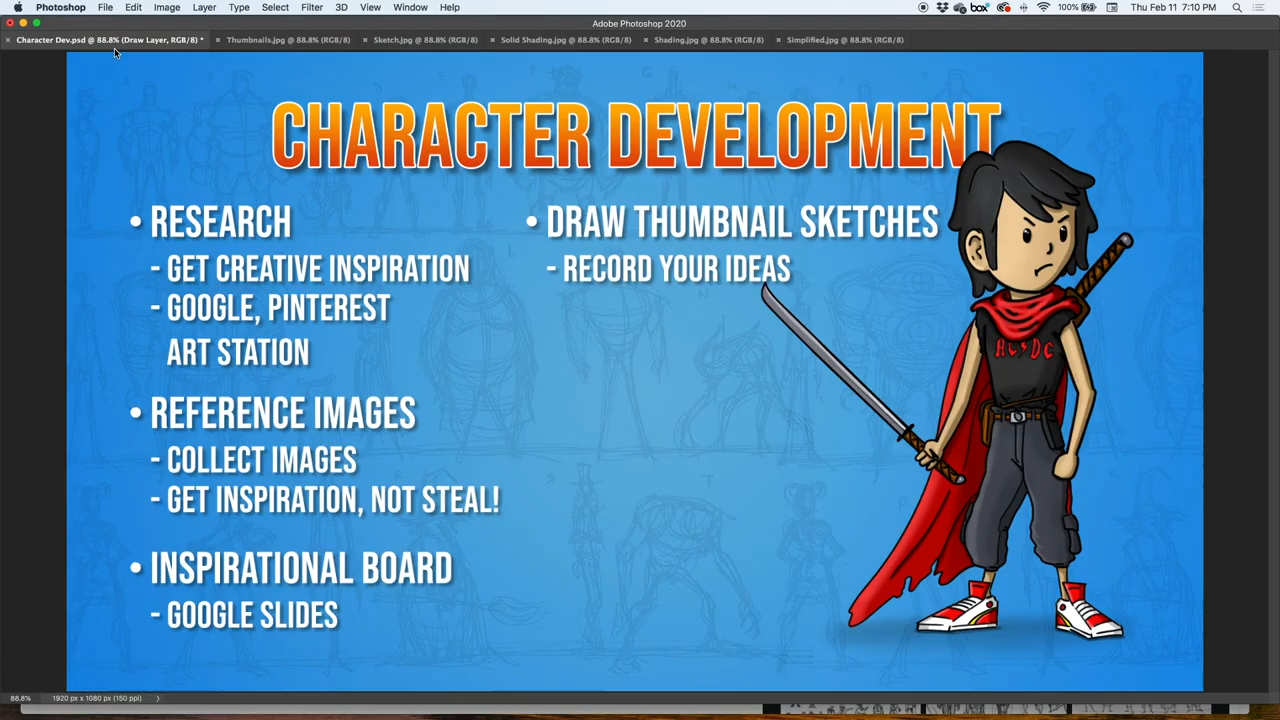 Photoshop File Edit Image Layer Type Select Filter 3D View Window Help box 100% Thu Feb 11 7:10 PM
Adobe Photoshop 2020
Character Dev.psd @ 88.8% (Draw Layer, RGB/8) * Thumbnails.jpg @ 88.8% (RGB/8) Sketch.jpg @ 88.8% (RGB/8) Solid Shading.jpg @ 88.8% (RGB/8) Shading.jpg @ 88.8% (RGB/8) Simplified.jpg @ 88.8% (RGB/8)
CHARACTER DEVELOPMENT
• RESEARCH
- GET CREATIVE INSPIRATION
- GOOGLE, PINTEREST
ART STATION
• REFERENCE IMAGES
- COLLECT IMAGES
- GET INSPIRATION, NOT STEAL!
• INSPIRATIONAL BOARD
- GOOGLE SLIDES
• DRAW THUMBNAIL SKETCHES
- RECORD YOUR IDEAS
AC⚡DC
88.8% 1920 px x 1080 px (150 ppi)